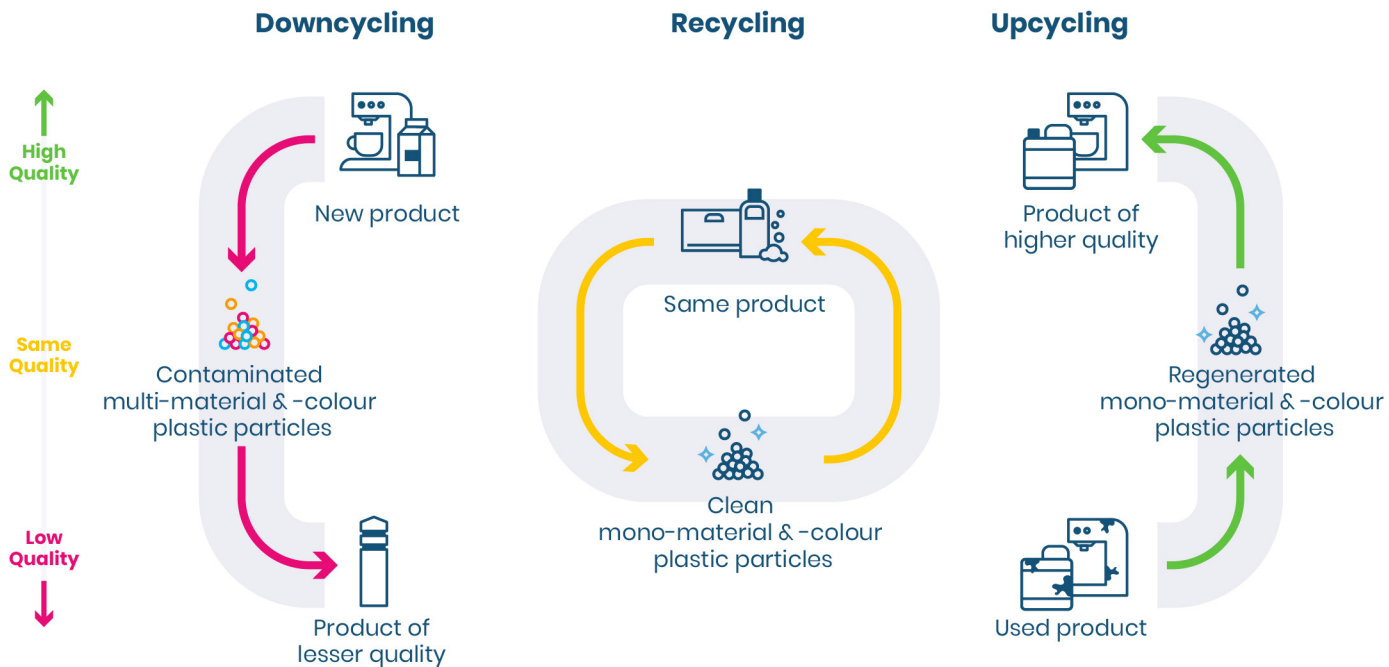 Downcycling
Recycling
Upcycling
High
Quality
Same
Quality
Low
Quality
New product
Contaminated
multi-material & -colour
plastic particles
Product of
lesser quality
Same product
Clean
mono-material & -colour
plastic particles
Product of
higher quality
Regenerated
mono-material & -colour
plastic particles
Used product